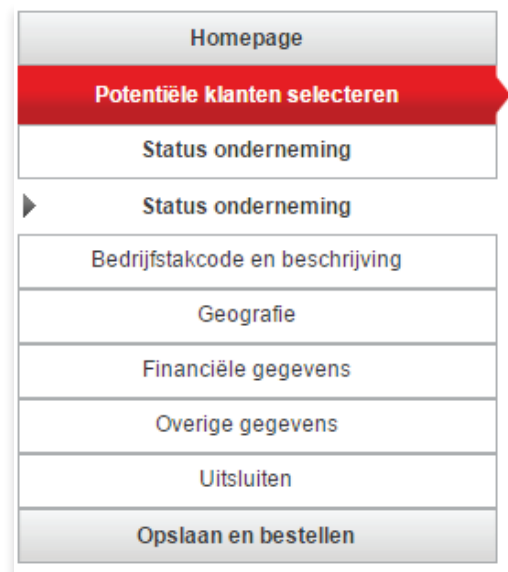 Homepage
Potentiële klanten selecteren
Status onderneming
Status onderneming
Bedrijfstakcode en beschrijving
Geografie
Financiële gegevens
Overige gegevens
Uitsluiten
Opslaan en bestellen